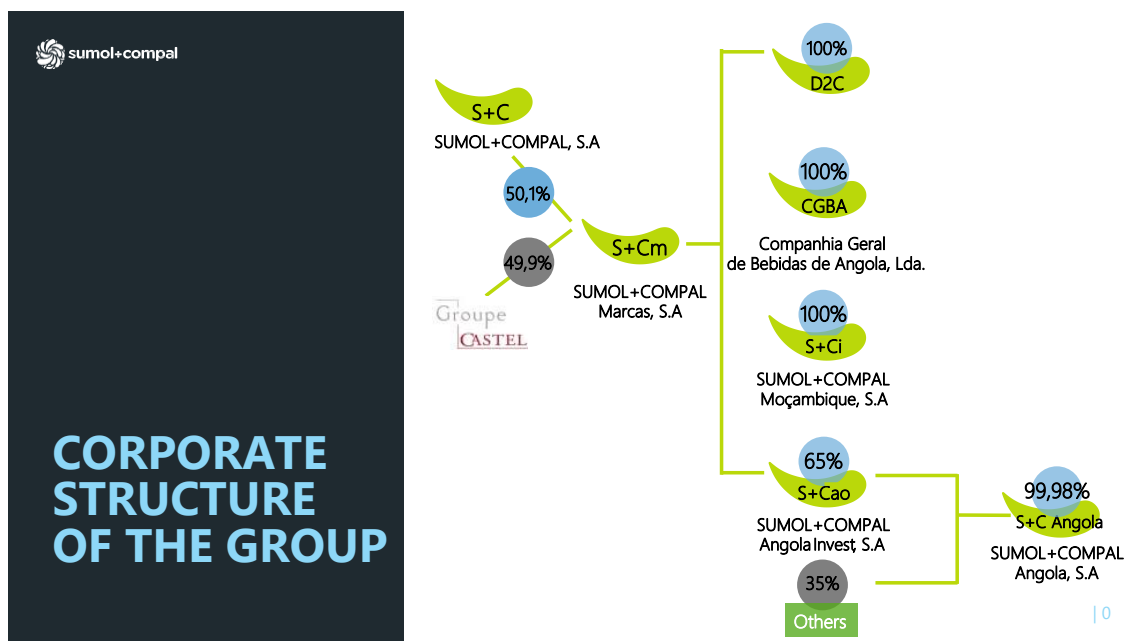 sumol+compal
CORPORATE
STRUCTURE
OF THE GROUP
S+C
SUMOL+COMPAL, S.A
50,1%
49,9%
Groupe
CASTEL
S+Cm
SUMOL+COMPAL
Marcas, S.A
100%
D2C
100%
CGBA
Companhia Geral
de Bebidas de Angola, Lda.
100%
S+Ci
SUMOL+COMPAL
Moçambique, S.A
65%
S+Cao
SUMOL+COMPAL
Angola Invest, S.A
35%
Others
99,98%
S+C Angola
SUMOL+COMPAL
Angola, S.A
| 0